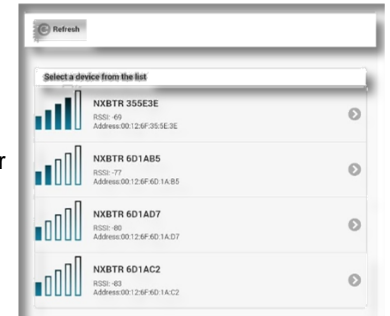 Refresh
Select a device from the list
NXBTR 355E3E
RSSI: -69
Address:00:12:6F:35:5E:3E
r
NXBTR 6D1AB5
RSSI: -77
Address:00:12:6F:6D:1A:B5
NXBTR 6D1AD7
RSSI: -80
Address:00:12:6F:6D:1A:D7
NXBTR 6D1AC2
RSSI: -83
Address:00:12:6F:6D:1A:C2